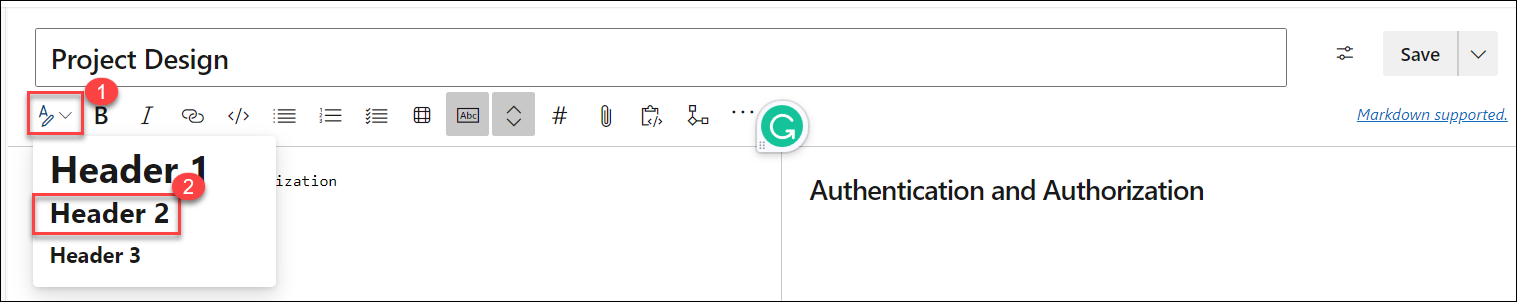 Project Design
Save
1
B I </> Abc # ...
Markdown supported.
Header 1
ization
2
Header 2
Header 3
Authentication and Authorization